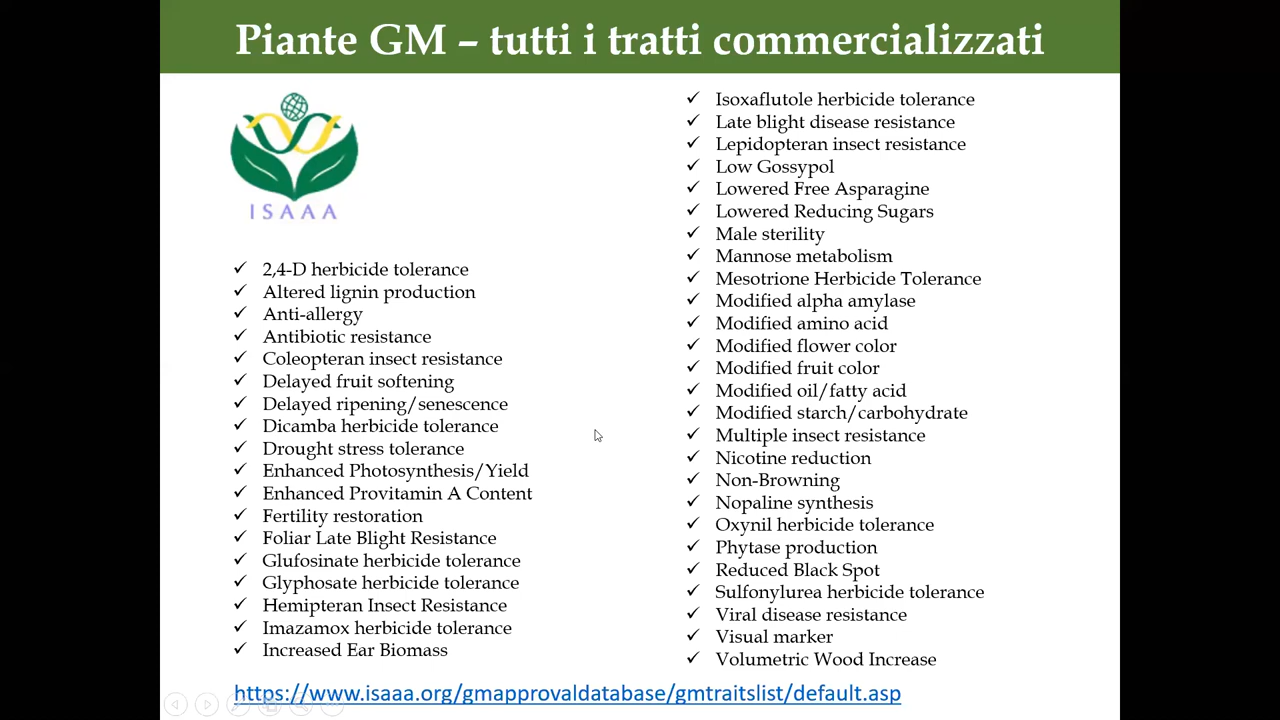 Piante GM – tutti i tratti commercializzati
ISAAA
2,4-D herbicide tolerance
Altered lignin production
Anti-allergy
Antibiotic resistance
Coleopteran insect resistance
Delayed fruit softening
Delayed ripening/senescence
Dicamba herbicide tolerance
Drought stress tolerance
Enhanced Photosynthesis/Yield
Enhanced Provitamin A Content
Fertility restoration
Foliar Late Blight Resistance
Glufosinate herbicide tolerance
Glyphosate herbicide tolerance
Hemipteran Insect Resistance
Imazamox herbicide tolerance
Increased Ear Biomass
Isoxaflutole herbicide tolerance
Late blight disease resistance
Lepidopteran insect resistance
Low Gossypol
Lowered Free Asparagine
Lowered Reducing Sugars
Male sterility
Mannose metabolism
Mesotrione Herbicide Tolerance
Modified alpha amylase
Modified amino acid
Modified flower color
Modified fruit color
Modified oil/fatty acid
Modified starch/carbohydrate
Multiple insect resistance
Nicotine reduction
Non-Browning
Nopaline synthesis
Oxynil herbicide tolerance
Phytase production
Reduced Black Spot
Sulfonylurea herbicide tolerance
Viral disease resistance
Visual marker
Volumetric Wood Increase
https://www.isaaa.org/gmapprovaldatabase/gmtraitslist/default.asp